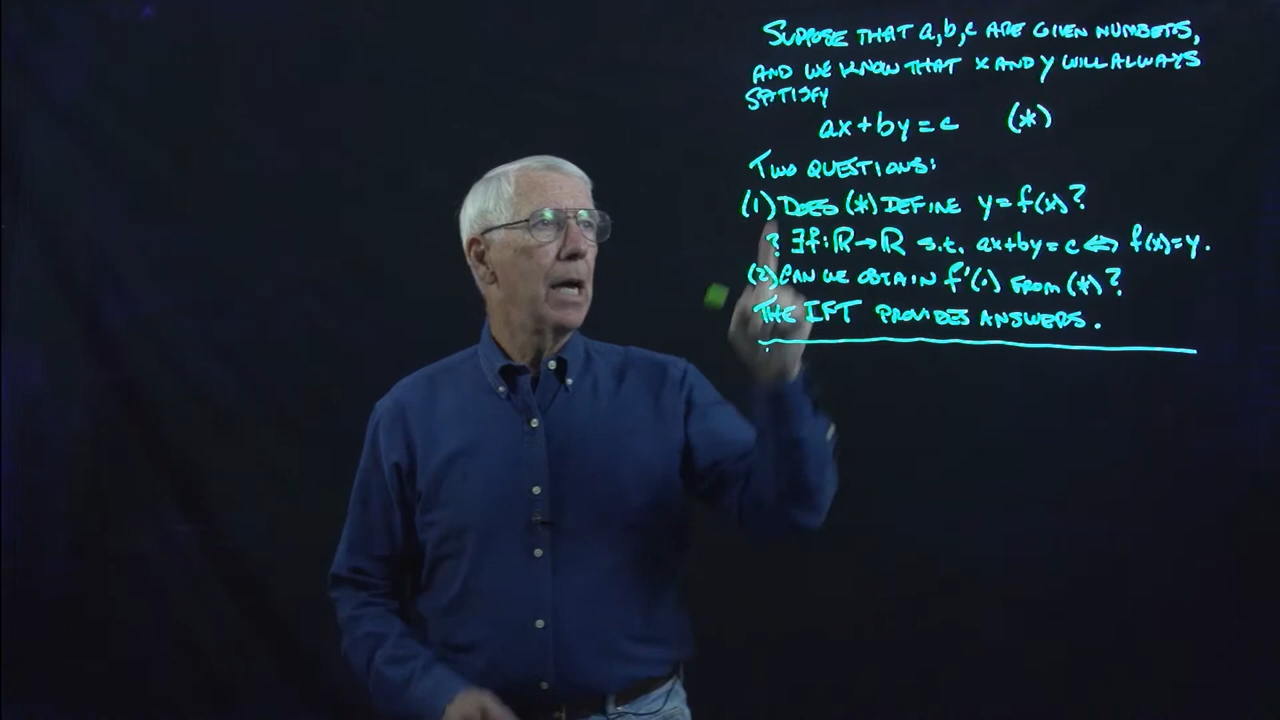 SUPPOSE THAT a,b,c ARE GIVEN NUMBERS,
AND WE KNOW THAT x AND y WILL ALWAYS
SATISFY
ax+by=c (*)
TWO QUESTIONS:
(1) DOES (*) DEFINE y=f(x)?
? ∃f:ℝ→ℝ s.t. ax+by=c ⇔ f(x)=y.
(2) CAN WE OBTAIN f'(·) FROM (*)?
THE IFT PROVIDES ANSWERS.